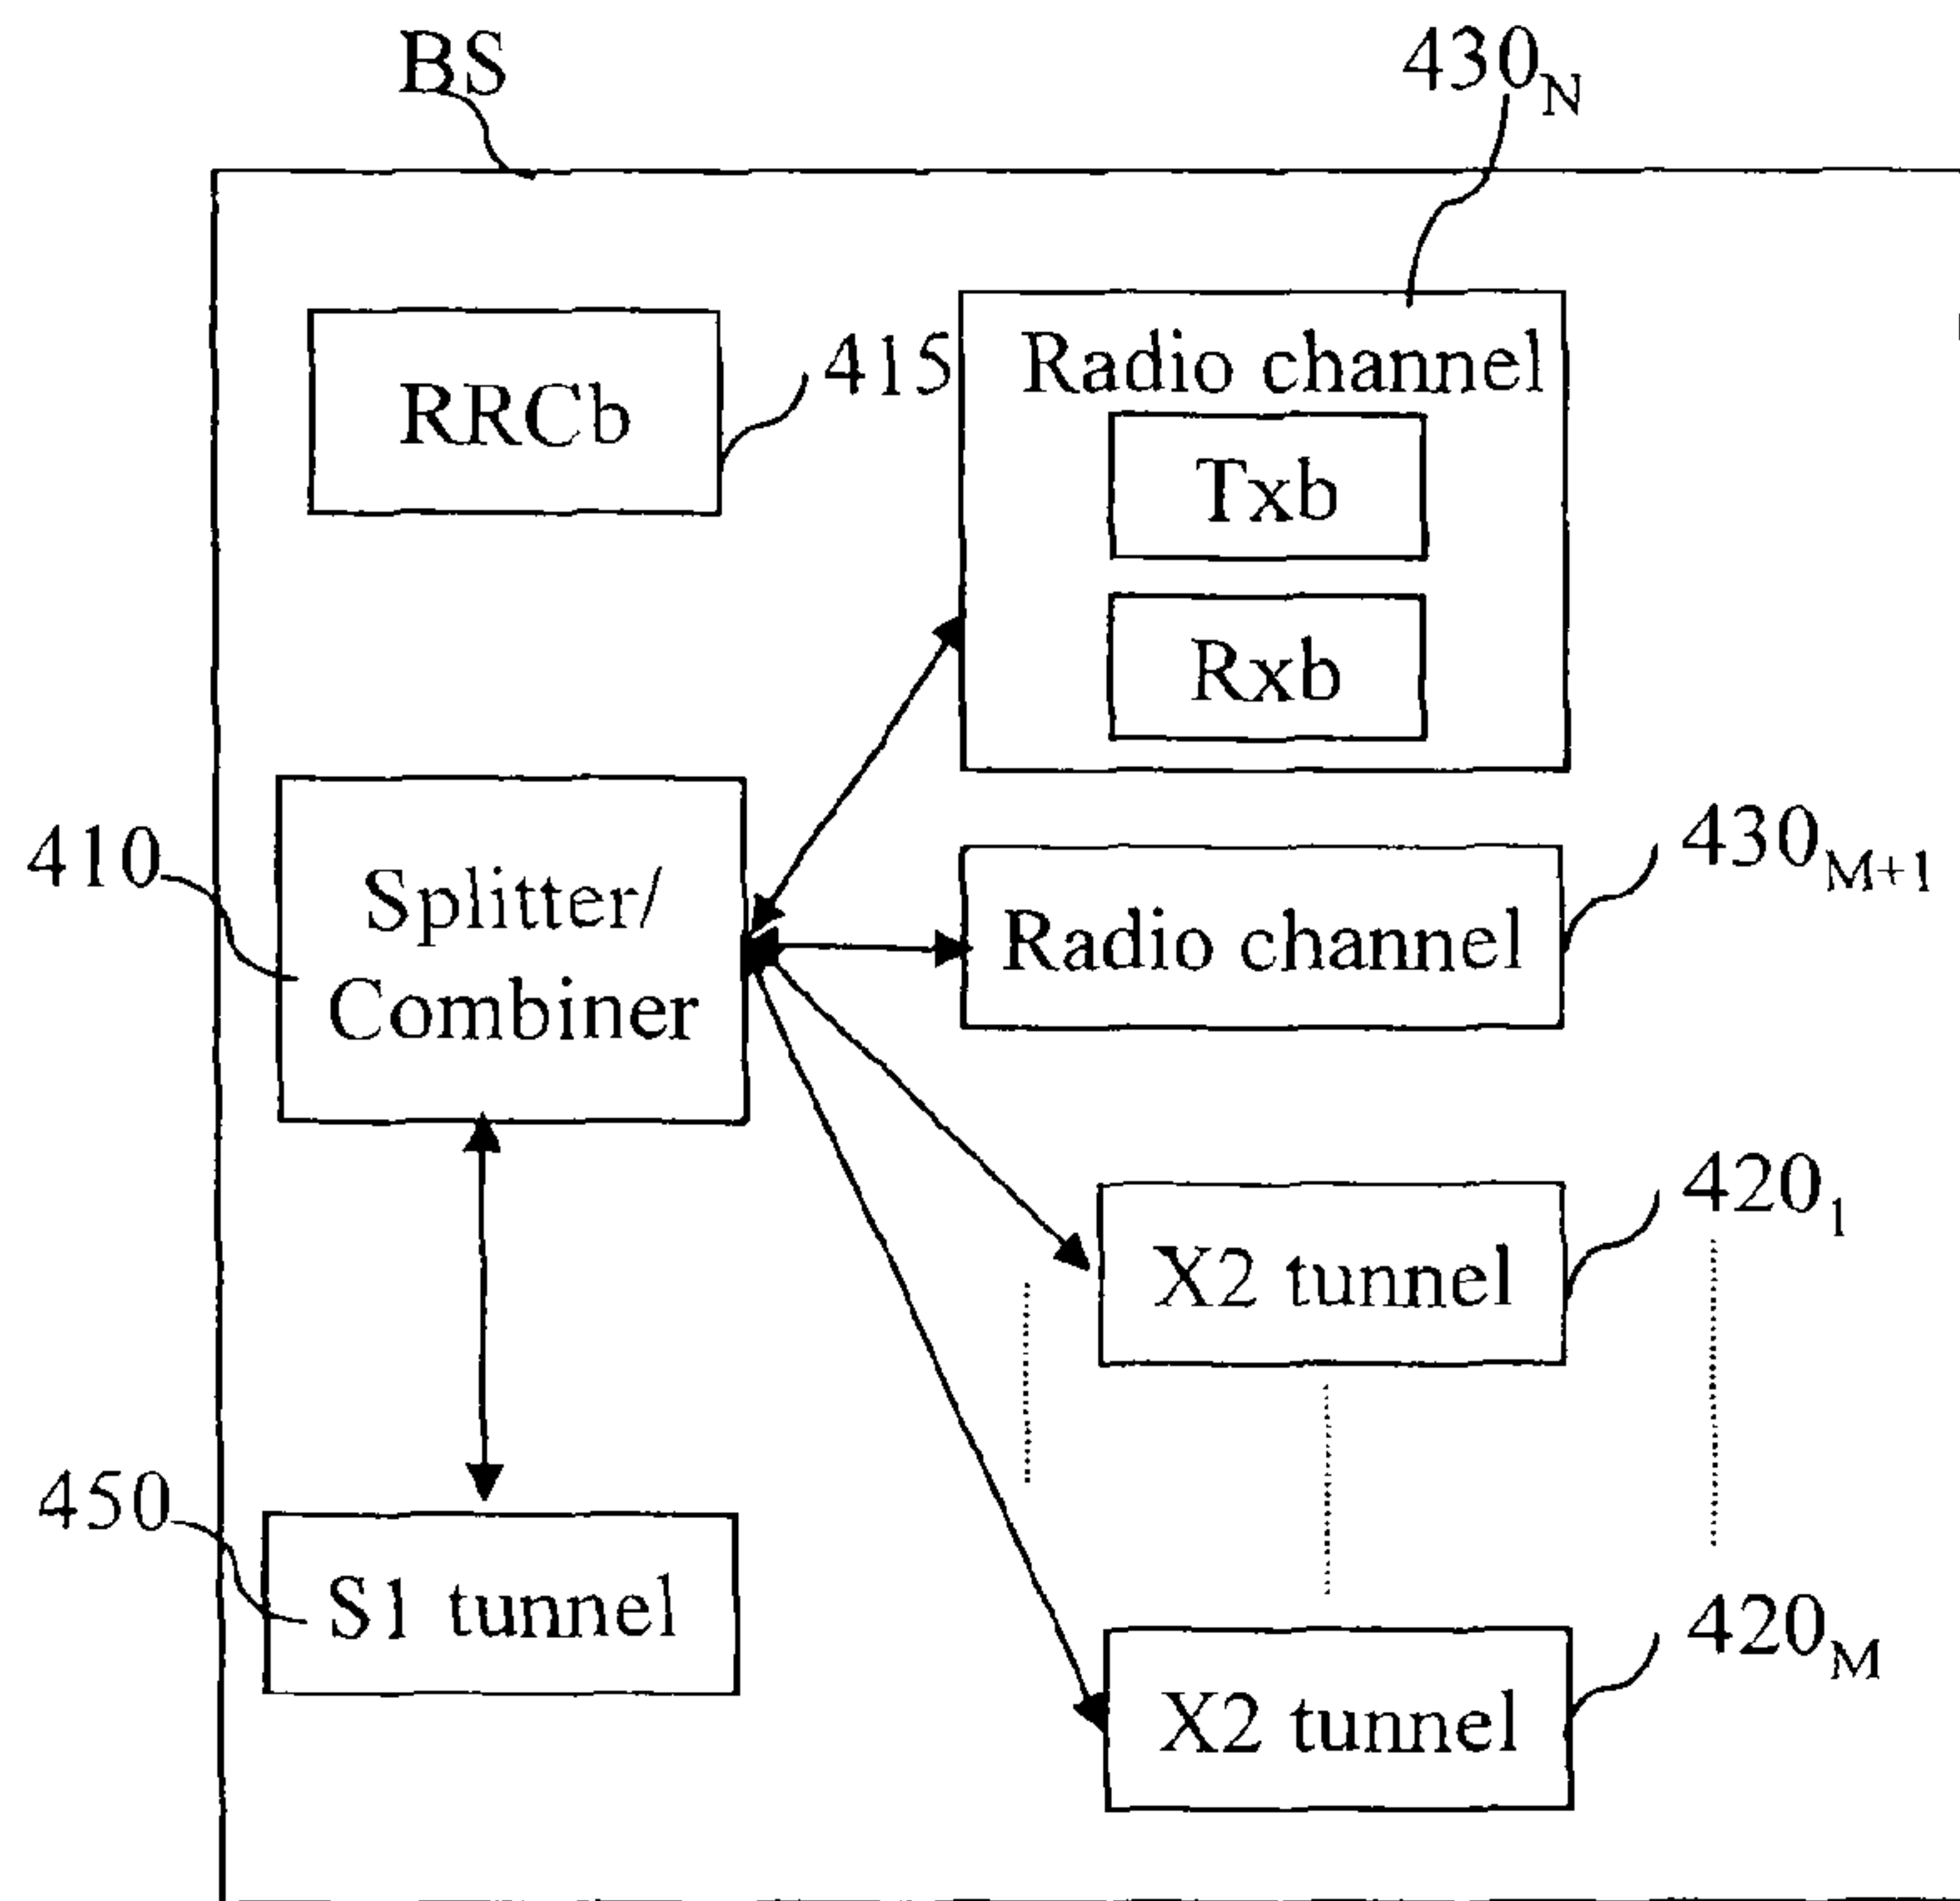 BS
430N
RRCb
415
Radio channel
Txb
Rxb
410
Splitter/
Combiner
Radio channel
430M+1
X2 tunnel
4201
450
S1 tunnel
X2 tunnel
420M